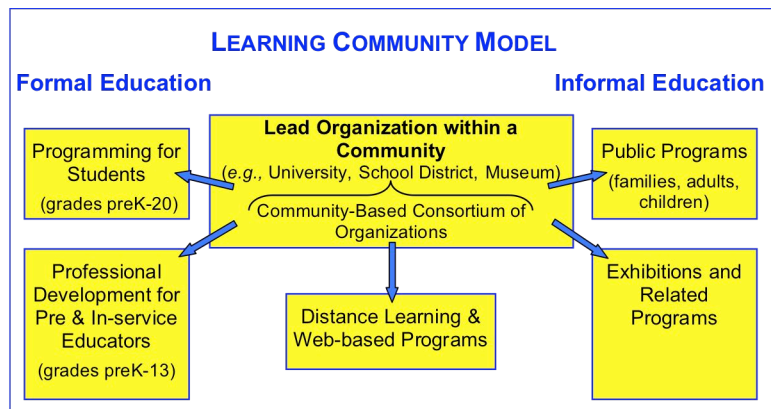 LEARNING COMMUNITY MODEL
Formal Education
Informal Education
Lead Organization within a
Community
(e.g., University, School District, Museum)
Community-Based Consortium of
Organizations
Programming for
Students
(grades preK-20)
Public Programs
(families, adults,
children)
Professional
Development for
Pre & In-service
Educators
(grades preK-13)
Distance Learning &
Web-based Programs
Exhibitions and
Related
Programs